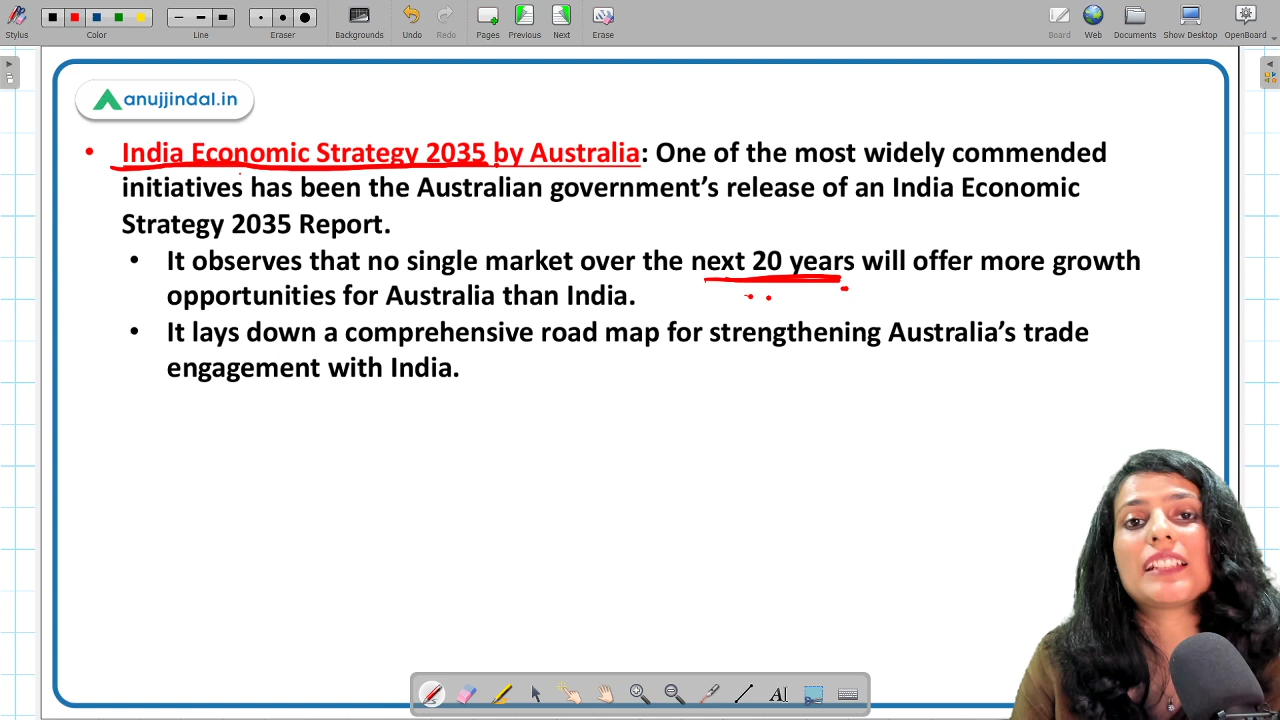 Stylus
Color
Line
Eraser
Backgrounds
Undo
Redo
Pages
Previous
Next
Erase
Board
Web
Documents
Show Desktop
OpenBoard
anujjindal.in
• India Economic Strategy 2035 by Australia: One of the most widely commended
initiatives has been the Australian government’s release of an India Economic
Strategy 2035 Report.
• It observes that no single market over the next 20 years will offer more growth
opportunities for Australia than India.
• It lays down a comprehensive road map for strengthening Australia’s trade
engagement with India.
AI